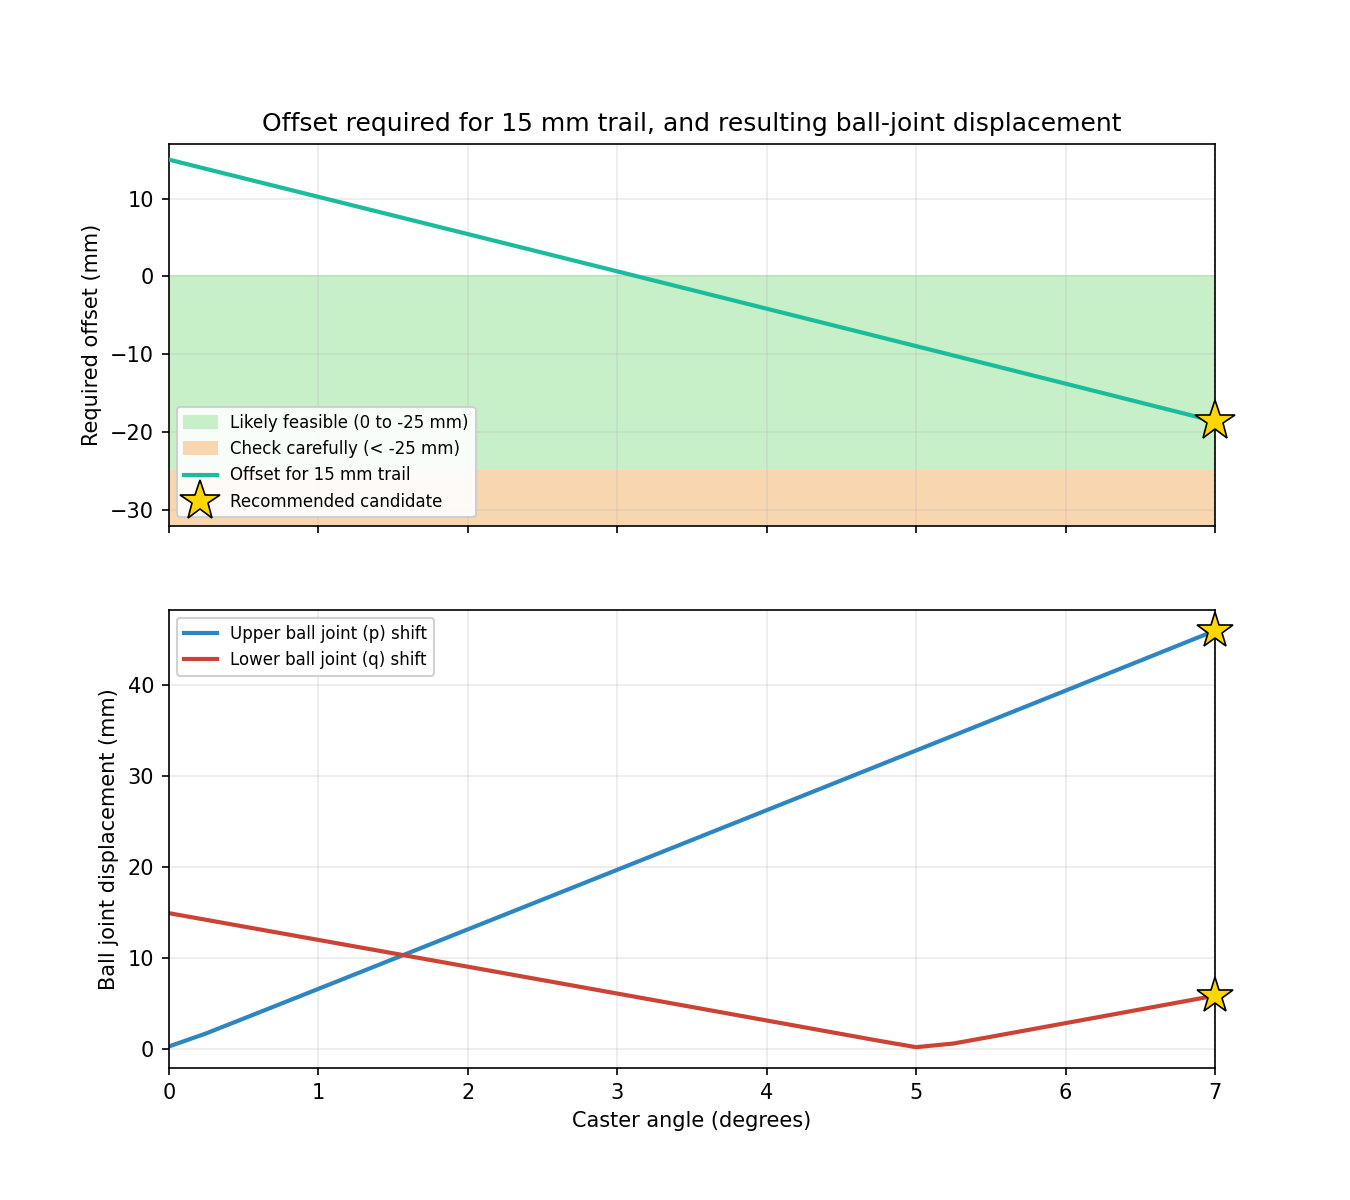 Offset required for 15 mm trail, and resulting ball-joint displacement
Required offset (mm)
10
0
−10
−20
−30
Likely feasible (0 to -25 mm)
Check carefully (< -25 mm)
Offset for 15 mm trail
Recommended candidate
Ball joint displacement (mm)
40
30
20
10
0
Upper ball joint (p) shift
Lower ball joint (q) shift
0 1 2 3 4 5 6 7
Caster angle (degrees)